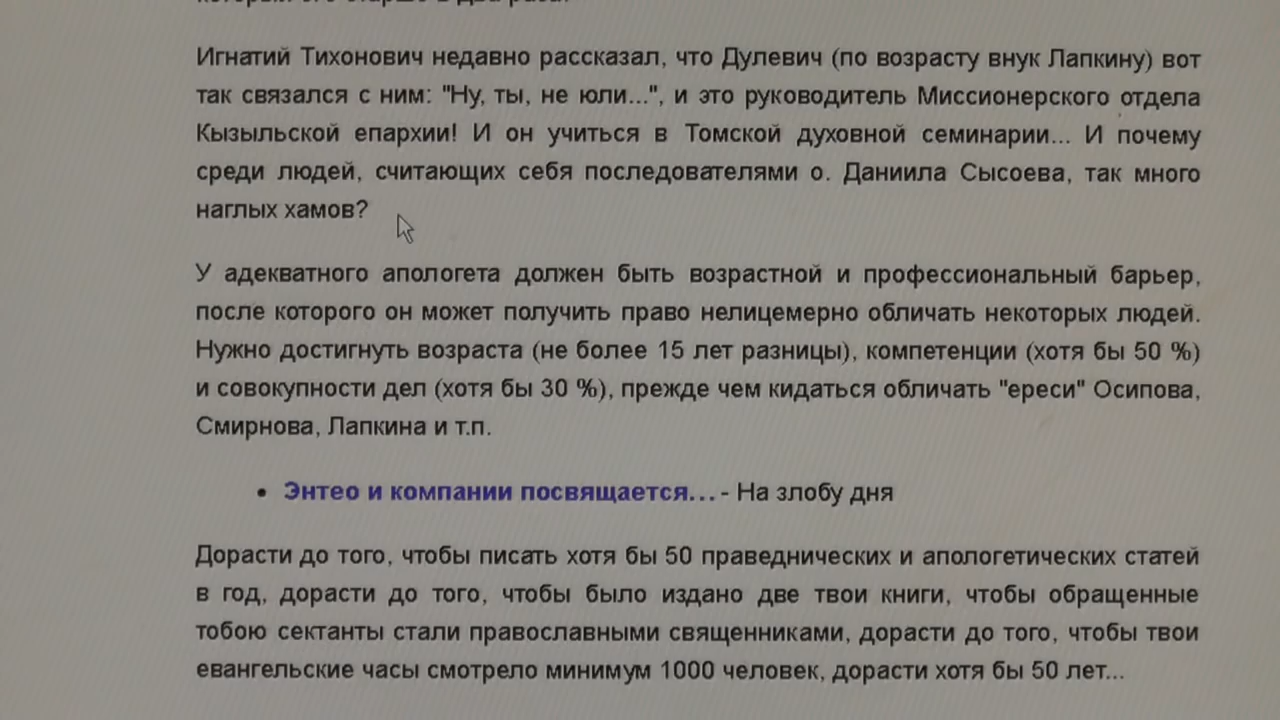 Игнатий Тихонович недавно рассказал, что Дулевич (по возрасту внук Лапкину) вот
так связался с ним: "Ну, ты, не юли...", и это руководитель Миссионерского отдела
Кызыльской епархии! И он учиться в Томской духовной семинарии... И почему
среди людей, считающих себя последователями о. Даниила Сысоева, так много
наглых хамов?
У адекватного апологета должен быть возрастной и профессиональный барьер,
после которого он может получить право нелицемерно обличать некоторых людей.
Нужно достигнуть возраста (не более 15 лет разницы), компетенции (хотя бы 50 %)
и совокупности дел (хотя бы 30 %), прежде чем кидаться обличать "ереси" Осипова,
Смирнова, Лапкина и т.п.
• Энтео и компании посвящается... - На злобу дня
Дорасти до того, чтобы писать хотя бы 50 праведнических и апологетических статей
в год, дорасти до того, чтобы было издано две твои книги, чтобы обращенные
тобою сектанты стали православными священниками, дорасти до того, чтобы твои
евангельские часы смотрело минимум 1000 человек, дорасти хотя бы 50 лет...